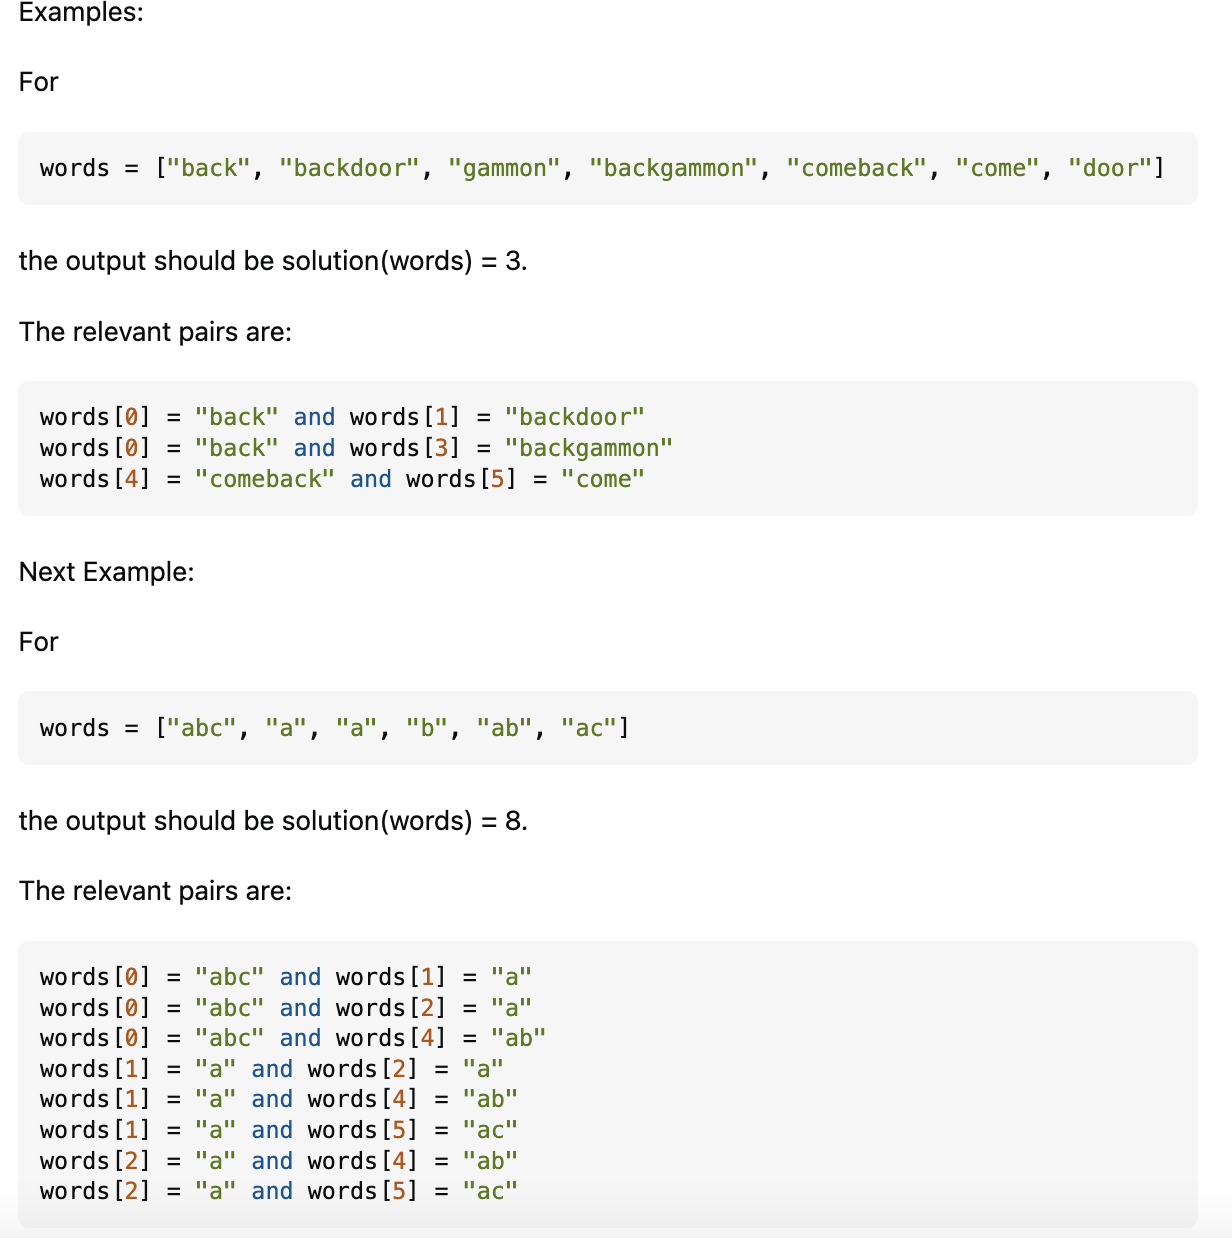 Examples:
For
words = ["back", "backdoor", "gammon", "backgammon", "comeback", "come", "door"]
the output should be solution(words) = 3.
The relevant pairs are:
words[0] = "back" and words[1] = "backdoor"
words[0] = "back" and words[3] = "backgammon"
words[4] = "comeback" and words[5] = "come"
Next Example:
For
words = ["abc", "a", "a", "b", "ab", "ac"]
the output should be solution(words) = 8.
The relevant pairs are:
words[0] = "abc" and words[1] = "a"
words[0] = "abc" and words[2] = "a"
words[0] = "abc" and words[4] = "ab"
words[1] = "a" and words[2] = "a"
words[1] = "a" and words[4] = "ab"
words[1] = "a" and words[5] = "ac"
words[2] = "a" and words[4] = "ab"
words[2] = "a" and words[5] = "ac"